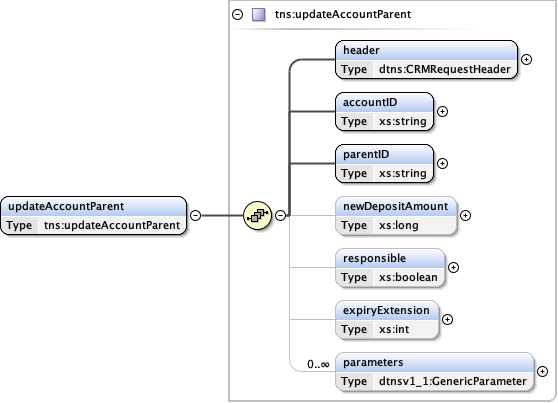 tns:updateAccountParent
header
Type dtns:CRMRequestHeader
accountID
Type xs:string
parentID
Type xs:string
updateAccountParent
Type tns:updateAccountParent
newDepositAmount
Type xs:long
responsible
Type xs:boolean
expiryExtension
Type xs:int
0..∞
parameters
Type dtnsv1_1:GenericParameter